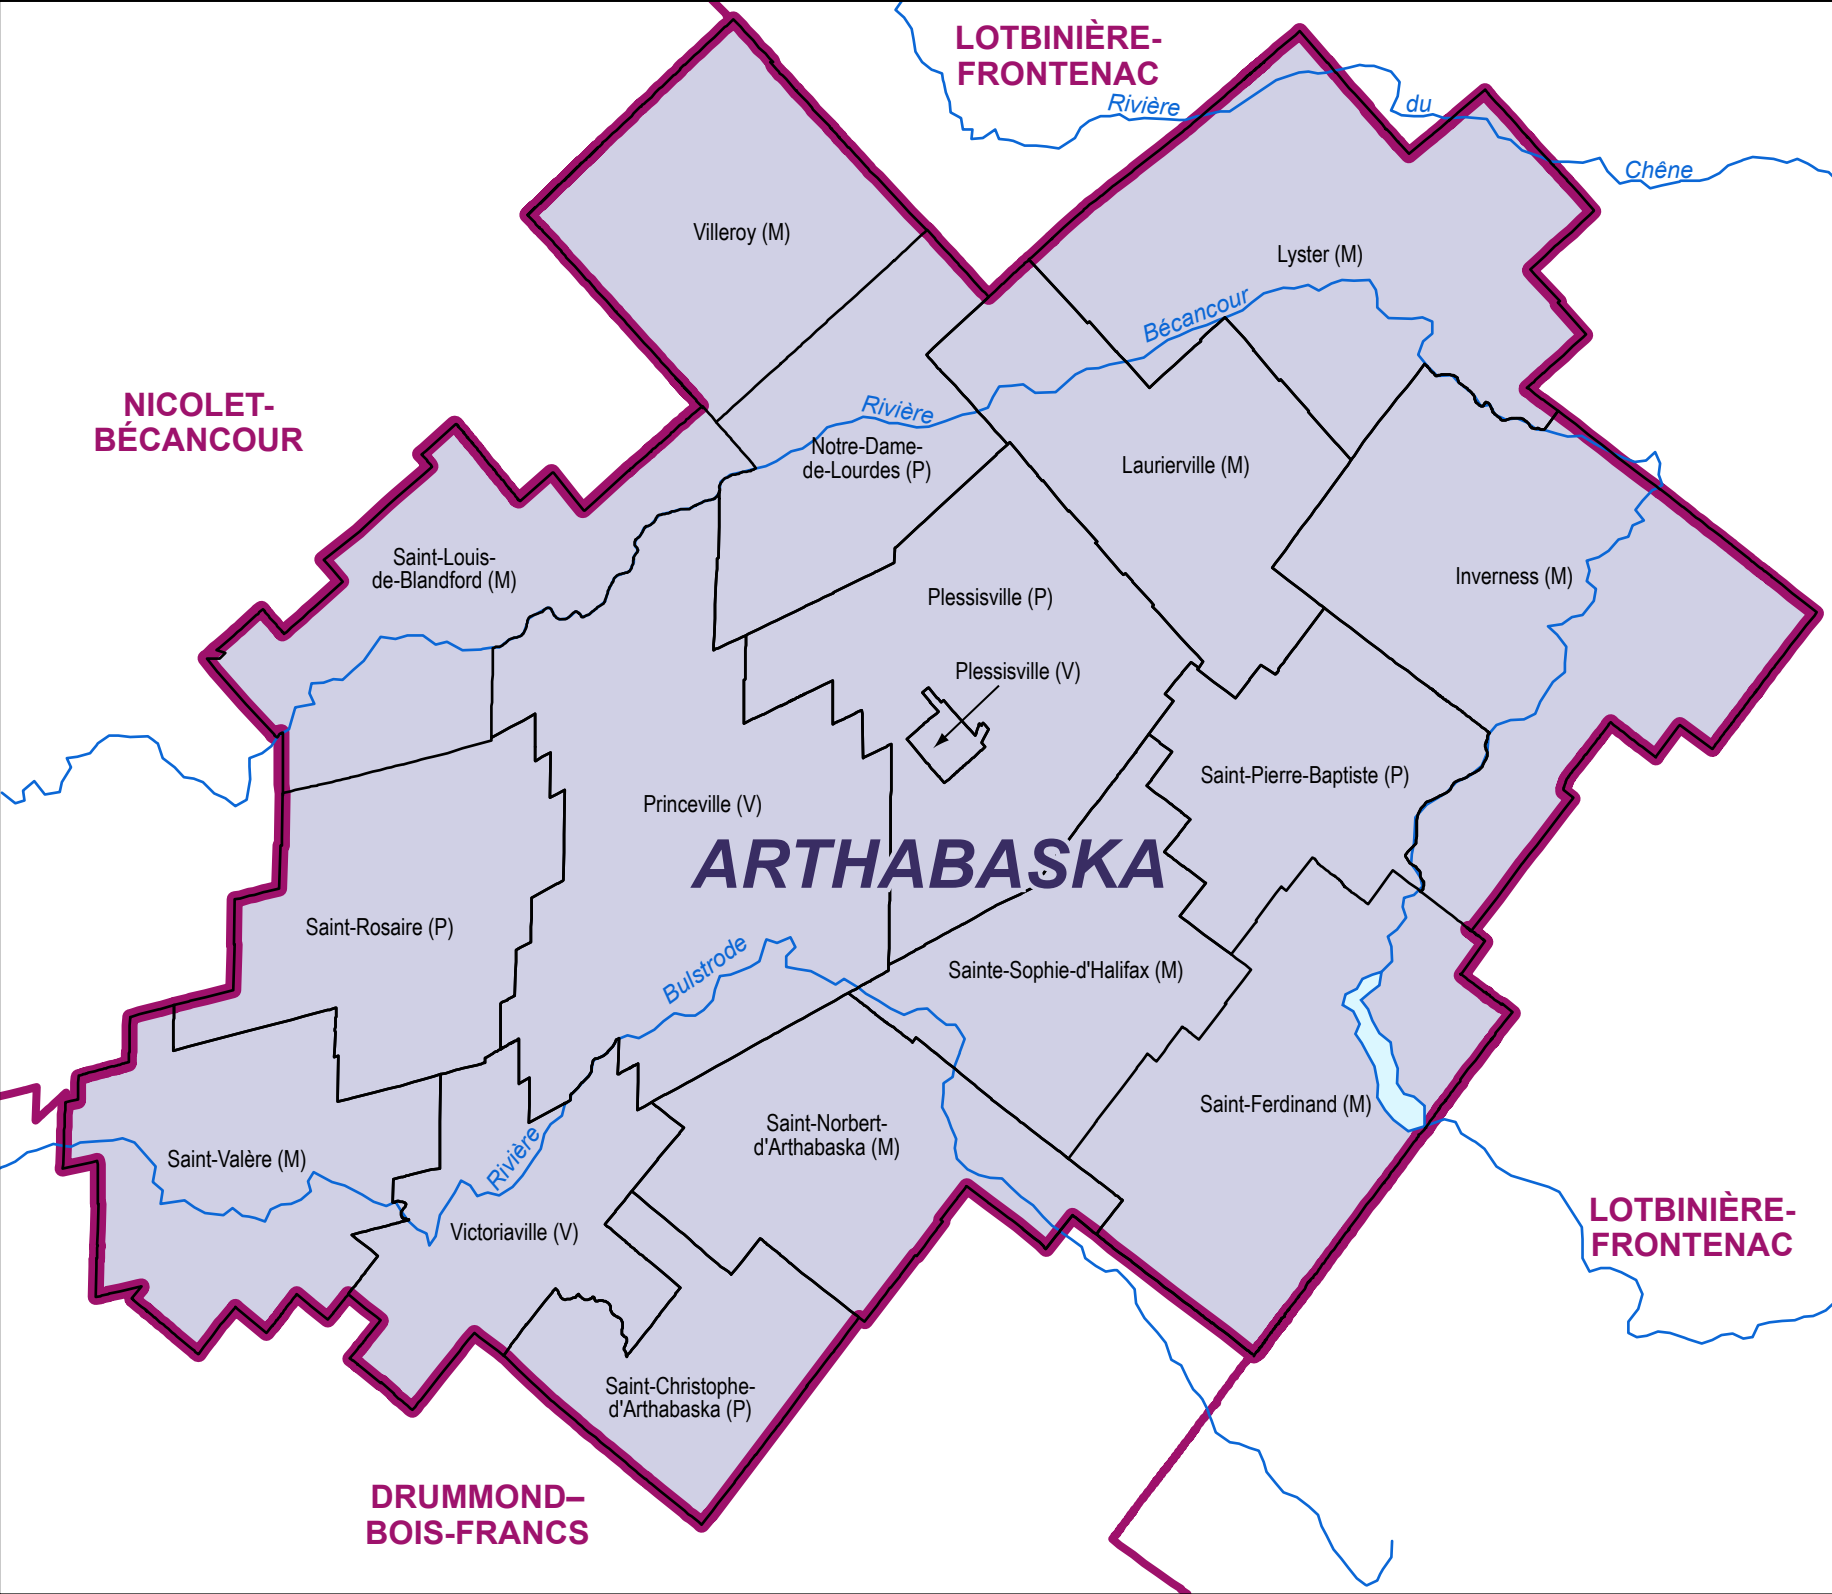 LOTBINIÈRE-
FRONTENAC
Rivière
du
Chêne
Villeroy (M)
Lyster (M)
Bécancour
NICOLET-
BÉCANCOUR
Rivière
Notre-Dame-
de-Lourdes (P)
Laurierville (M)
Saint-Louis-
de-Blandford (M)
Inverness (M)
Plessisville (P)
Plessisville (V)
Saint-Pierre-Baptiste (P)
Princeville (V)
ARTHABASKA
Saint-Rosaire (P)
Bulstrode
Sainte-Sophie-d'Halifax (M)
Saint-Ferdinand (M)
Saint-Norbert-
d'Arthabaska (M)
Saint-Valère (M)
Rivière
Victoriaville (V)
LOTBINIÈRE-
FRONTENAC
Saint-Christophe-
d'Arthabaska (P)
DRUMMOND–
BOIS-FRANCS